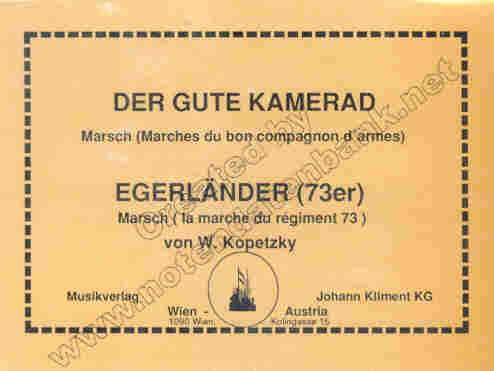 DER GUTE KAMERAD
Marsch (Marches du bon compagnon d'armes)
EGERLÄNDER (73er)
Marsch ( la marche du régiment 73 )
von W. Kopetzky
Musikverlag Johann Kliment KG
Wien - Austria
1090 Wien, Kolingasse 15
Created by
www.notendatenbank.net